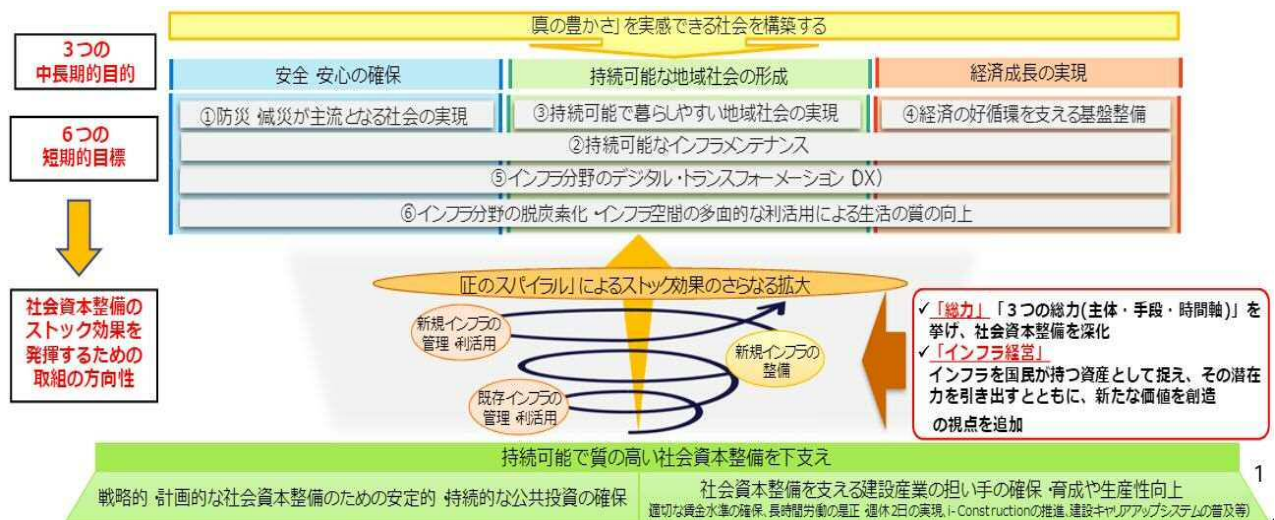 真の豊かさ」を実感できる社会を構築する
3つの
中長期的目的
安全･安心の確保
持続可能な地域社会の形成
経済成長の実現
6つの
短期的目標
①防災･減災が主流となる社会の実現
③持続可能で暮らしやすい地域社会の実現
④経済の好循環を支える基盤整備
②持続可能なインフラメンテナンス
⑤インフラ分野のデジタル･トランスフォーメーション DX)
⑥インフラ分野の脱炭素化･インフラ空間の多面的な利活用による生活の質の向上
社会資本整備の
ストック効果を
発揮するための
取組の方向性
正のスパイラル」によるストック効果のさらなる拡大
新規インフラの
管理･利活用
新規インフラの
整備
既存インフラの
管理･利活用
✓「総力」「3つの総力(主体・手段・時間軸)」を
挙げ、社会資本整備を深化
✓「インフラ経営」
インフラを国民が持つ資産として捉え、その潜在
力を引き出すとともに、新たな価値を創造
の視点を追加
持続可能で質の高い社会資本整備を下支え
戦略的･計画的な社会資本整備のための安定的･持続的な公共投資の確保
社会資本整備を支える建設産業の担い手の確保･育成や生産性向上
適切な賃金水準の確保、長時間労働の是正･週休2日の実現、i-Constructionの推進、建設キャリアアップシステムの普及等)
1